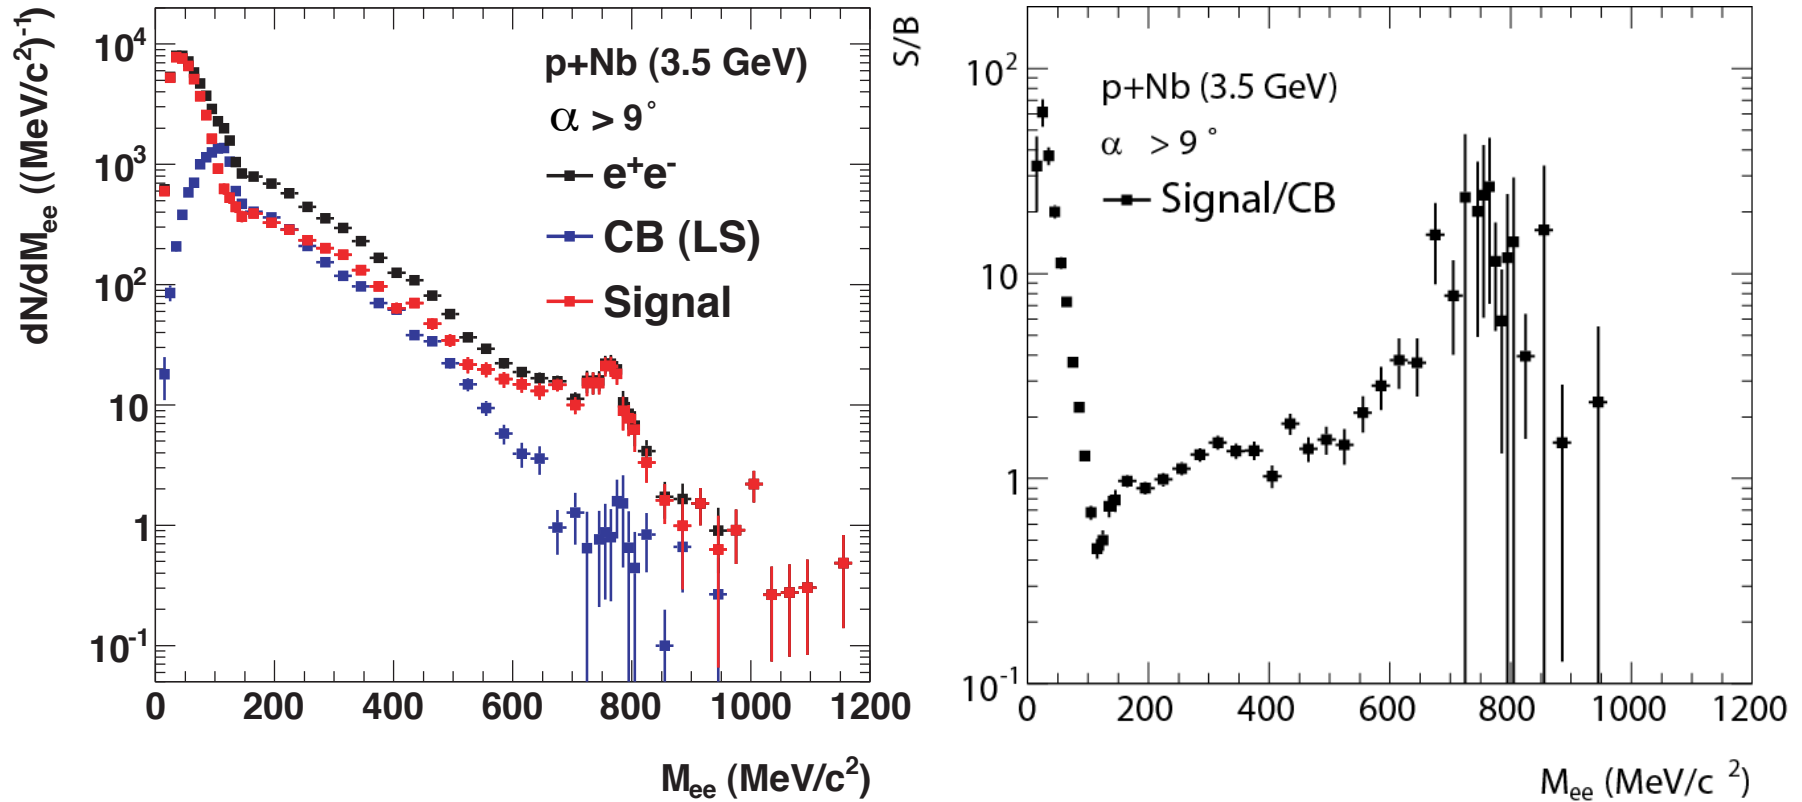 dN/dMee ((MeV/c2)-1)
104
103
102
10
1
10-1
p+Nb (3.5 GeV)
α > 9°
e+e-
CB (LS)
Signal
0 200 400 600 800 1000 1200
Mee (MeV/c2)
S/B
102
10
1
10-1
p+Nb (3.5 GeV)
α > 9 °
Signal/CB
0 200 400 600 800 1000 1200
Mee (MeV/c 2)